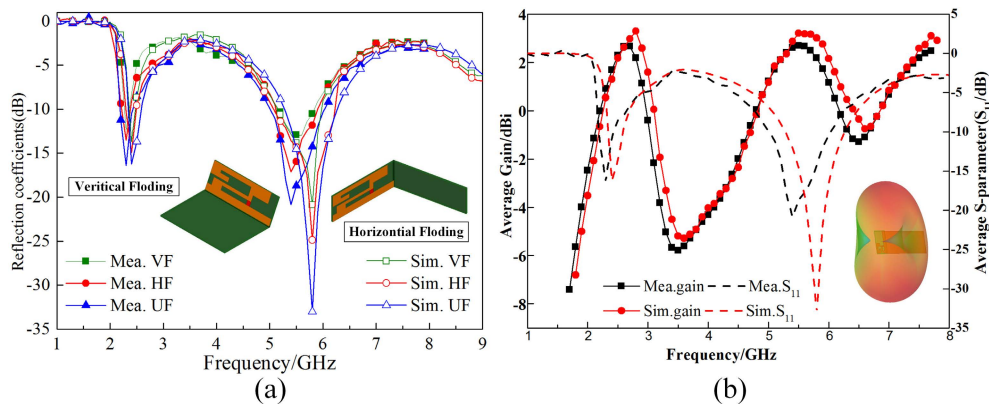 (a)
Reflection coefficients(dB)
0
-5
-10
-15
-20
-25
-30
-35
Veritical Floding
Horizontial Floding
Mea. VF
Mea. HF
Mea. UF
Sim. VF
Sim. HF
Sim. UF
1 2 3 4 5 6 7 8 9
Frequency/GHz
(a)
Average Gain/dBi
4
2
0
-2
-4
-6
-8
Mea.gain
Mea.S11
Sim.gain
Sim.S11
1 2 3 4 5 6 7 8
Frequency/GHz
5
0
-5
-10
-15
-20
-25
-30
-35
Average S-parameter(S11/dB)
(b)